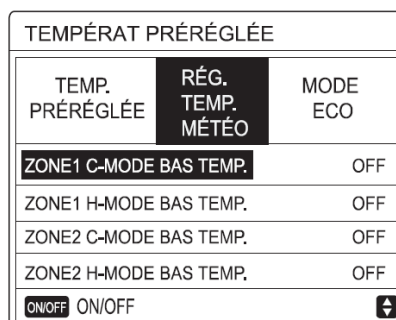 TEMPÉRAT PRÉRÉGLÉE
TEMP. PRÉRÉGLÉE
RÉG. TEMP. MÉTÉO
MODE ECO
ZONE1 C-MODE BAS TEMP. OFF
ZONE1 H-MODE BAS TEMP. OFF
ZONE2 C-MODE BAS TEMP. OFF
ZONE2 H-MODE BAS TEMP. OFF
ON/OFF ON/OFF